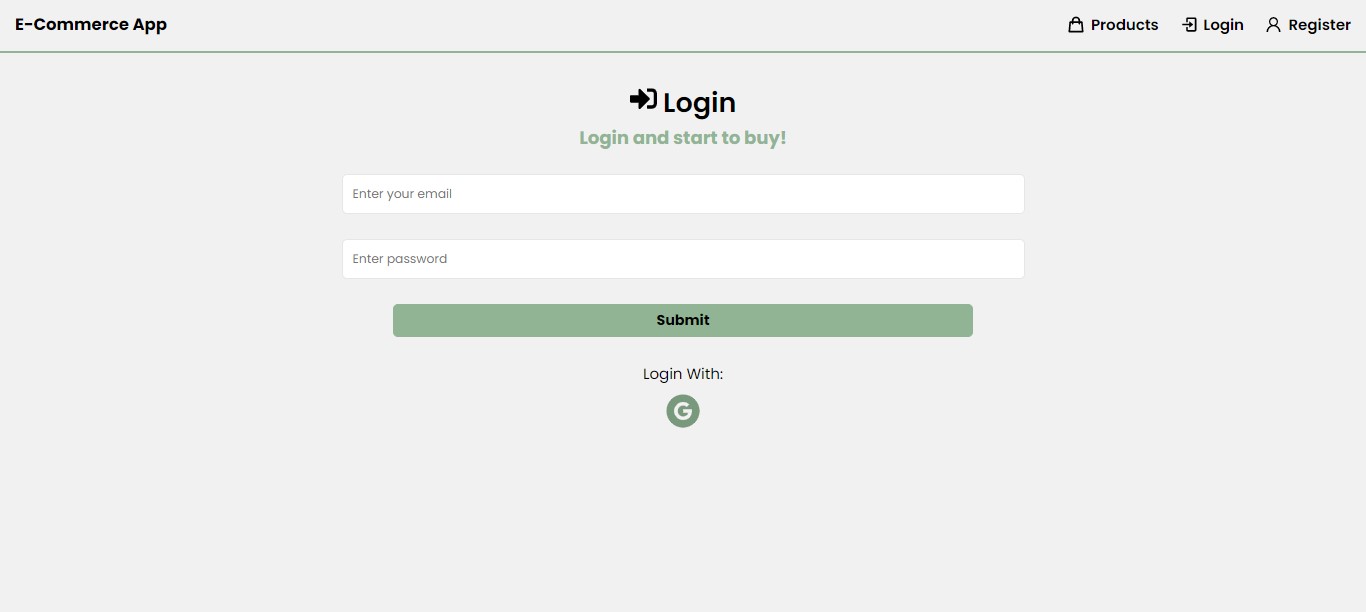 E-Commerce App
Products
Login
Register
Login
Login and start to buy!
Enter your email
Enter password
Submit
Login With:
G